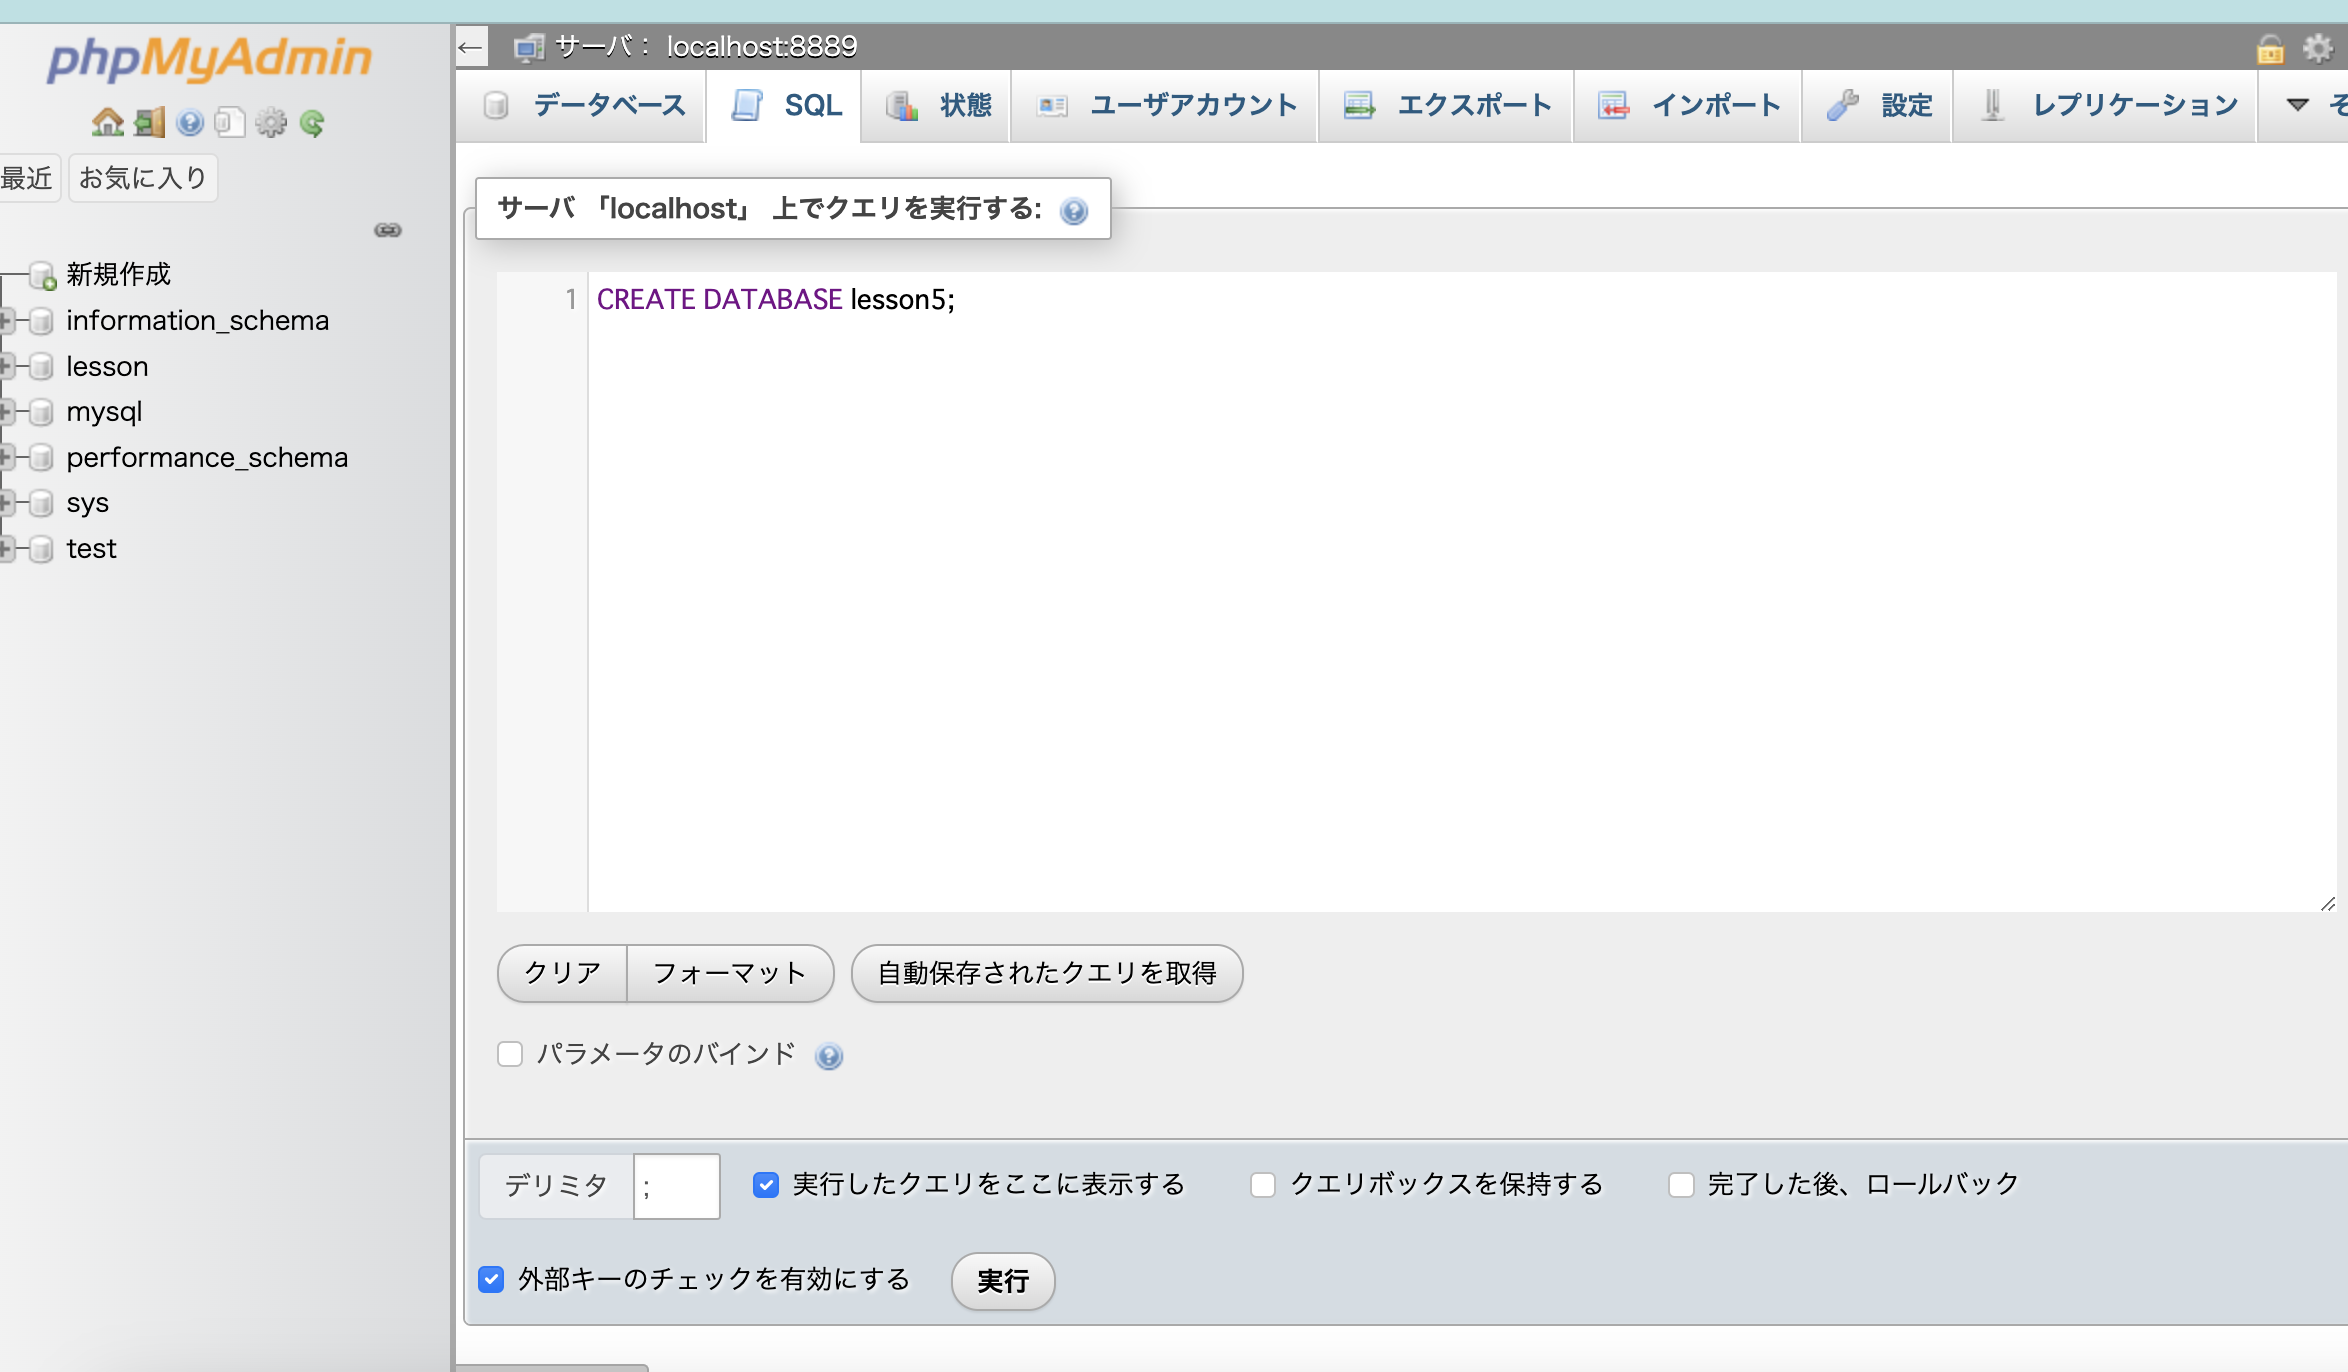 phpMyAdmin
最近 お気に入り
新規作成
information_schema
lesson
mysql
performance_schema
sys
test
サーバ： localhost:8889
データベース SQL 状態 ユーザアカウント エクスポート インポート 設定 レプリケーション
サーバ 「localhost」 上でクエリを実行する:
1 CREATE DATABASE lesson5;
クリア フォーマット 自動保存されたクエリを取得
パラメータのバインド
デリミタ ; 実行したクエリをここに表示する クエリボックスを保持する 完了した後、ロールバック
外部キーのチェックを有効にする 実行